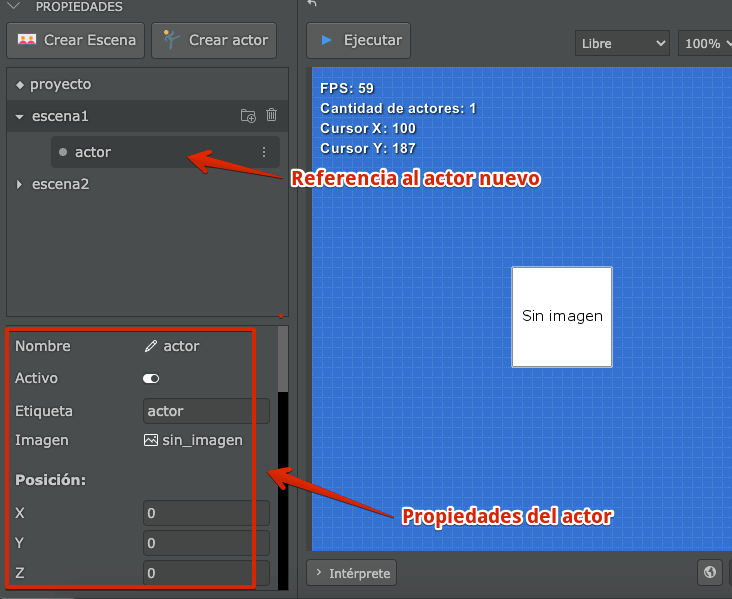 PROPIEDADES
Crear Escena
Crear actor
Ejecutar
Libre
100%
proyecto
escena1
actor
escena2
FPS: 59
Cantidad de actores: 1
Cursor X: 100
Cursor Y: 187
Referencia al actor nuevo
Sin imagen
Nombre actor
Activo
Etiqueta actor
Imagen sin_imagen
Posición:
X 0
Y 0
Z 0
Propiedades del actor
Intérprete